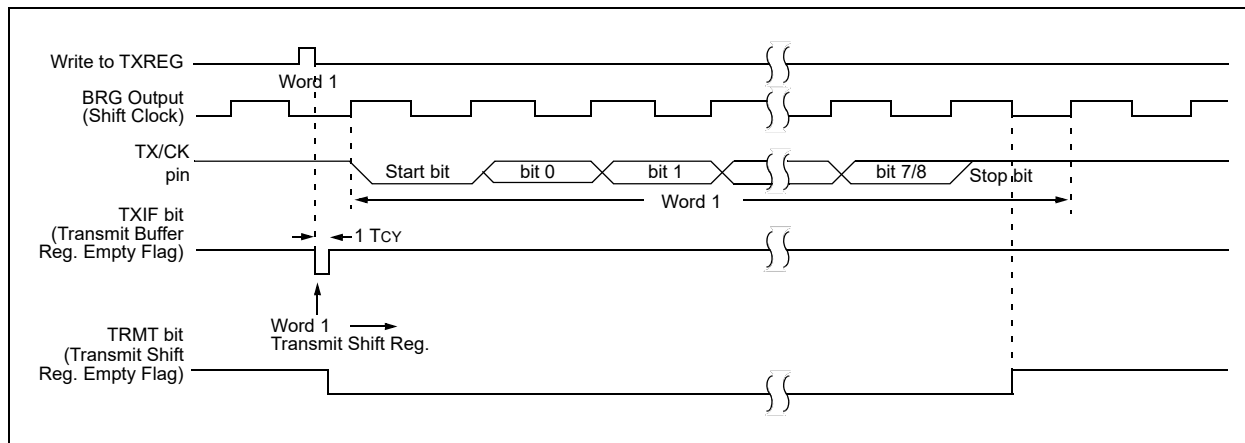 Write to TXREG
Word 1
BRG Output
(Shift Clock)
TX/CK
pin
Start bit
bit 0
bit 1
bit 7/8
Stop bit
Word 1
TXIF bit
(Transmit Buffer
Reg. Empty Flag)
1 TCY
Word 1
Transmit Shift Reg.
TRMT bit
(Transmit Shift
Reg. Empty Flag)